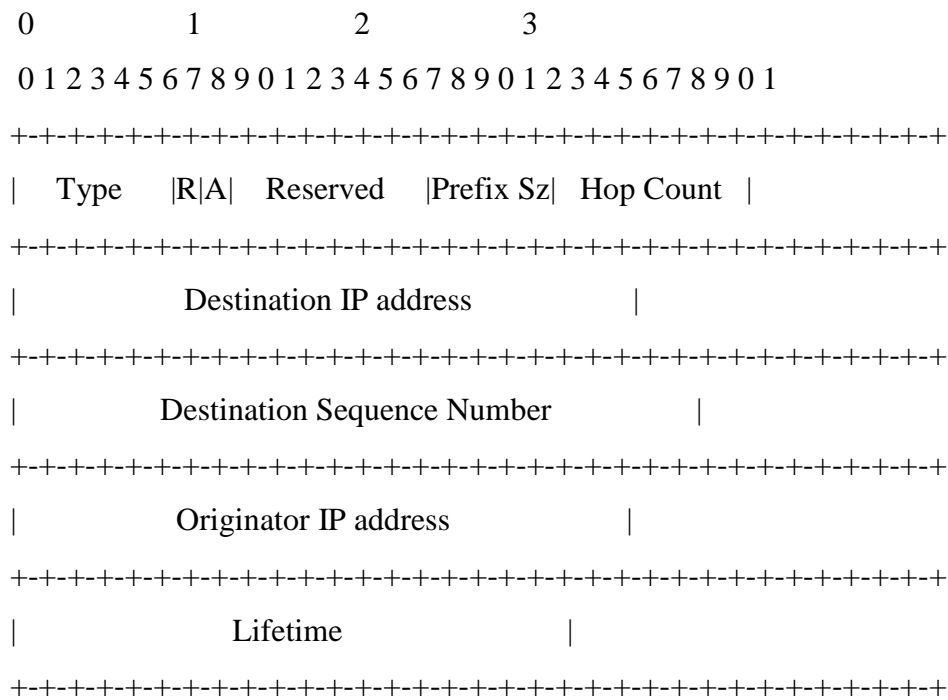 0 1 2 3
0 1 2 3 4 5 6 7 8 9 0 1 2 3 4 5 6 7 8 9 0 1 2 3 4 5 6 7 8 9 0 1
+-+-+-+-+-+-+-+-+-+-+-+-+-+-+-+-+-+-+-+-+-+-+-+-+-+-+-+-+-+-+-+-+
| Type |R|A| Reserved |Prefix Sz| Hop Count |
+-+-+-+-+-+-+-+-+-+-+-+-+-+-+-+-+-+-+-+-+-+-+-+-+-+-+-+-+-+-+-+-+
| Destination IP address |
+-+-+-+-+-+-+-+-+-+-+-+-+-+-+-+-+-+-+-+-+-+-+-+-+-+-+-+-+-+-+-+-+
| Destination Sequence Number |
+-+-+-+-+-+-+-+-+-+-+-+-+-+-+-+-+-+-+-+-+-+-+-+-+-+-+-+-+-+-+-+-+
| Originator IP address |
+-+-+-+-+-+-+-+-+-+-+-+-+-+-+-+-+-+-+-+-+-+-+-+-+-+-+-+-+-+-+-+-+
| Lifetime |
+-+-+-+-+-+-+-+-+-+-+-+-+-+-+-+-+-+-+-+-+-+-+-+-+-+-+-+-+-+-+-+-+